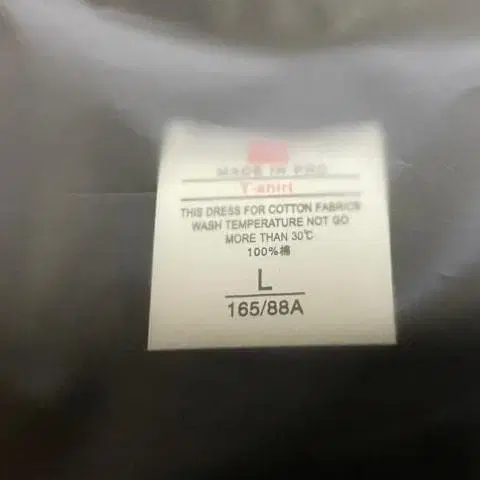 MADE IN PRC
T-shirt
THIS DRESS FOR COTTON FABRICS
WASH TEMPERATURE NOT GO
MORE THAN 30℃
100%棉
L
165/88A